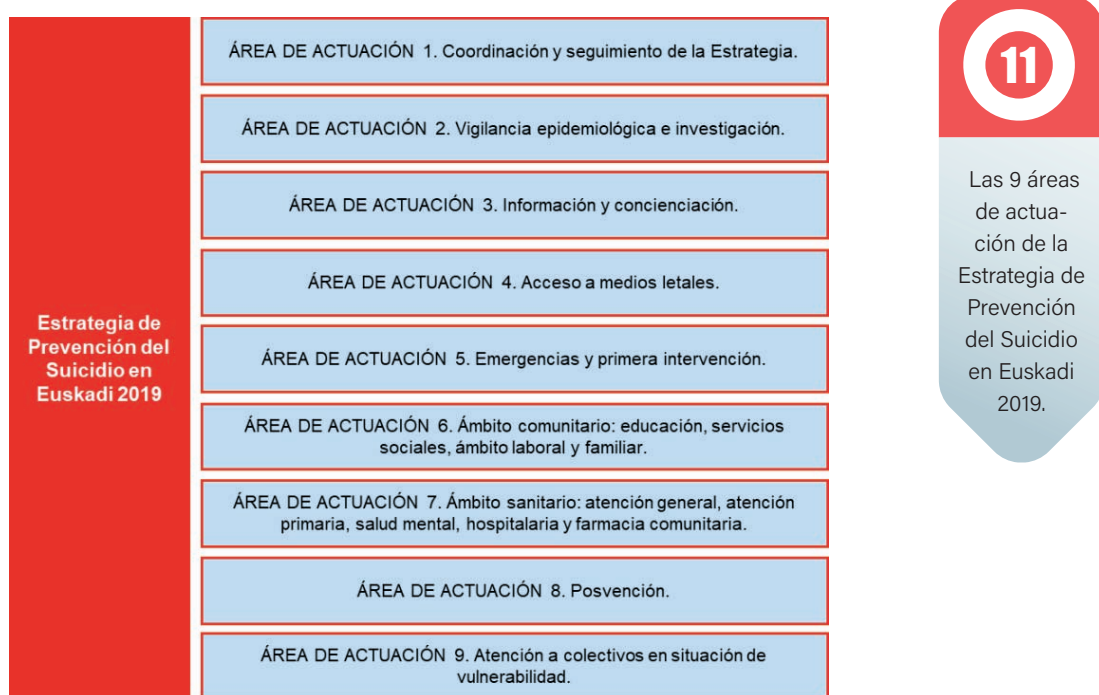 Estrategia de
Prevención del
Suicidio en
Euskadi 2019
ÁREA DE ACTUACIÓN 1. Coordinación y seguimiento de la Estrategia.
ÁREA DE ACTUACIÓN 2. Vigilancia epidemiológica e investigación.
ÁREA DE ACTUACIÓN 3. Información y concienciación.
ÁREA DE ACTUACIÓN 4. Acceso a medios letales.
ÁREA DE ACTUACIÓN 5. Emergencias y primera intervención.
ÁREA DE ACTUACIÓN 6. Ámbito comunitario: educación, servicios
sociales, ámbito laboral y familiar.
ÁREA DE ACTUACIÓN 7. Ámbito sanitario: atención general, atención
primaria, salud mental, hospitalaria y farmacia comunitaria.
ÁREA DE ACTUACIÓN 8. Posvención.
ÁREA DE ACTUACIÓN 9. Atención a colectivos en situación de
vulnerabilidad.
11
Las 9 áreas
de actua-
ción de la
Estrategia de
Prevención
del Suicidio
en Euskadi
2019.